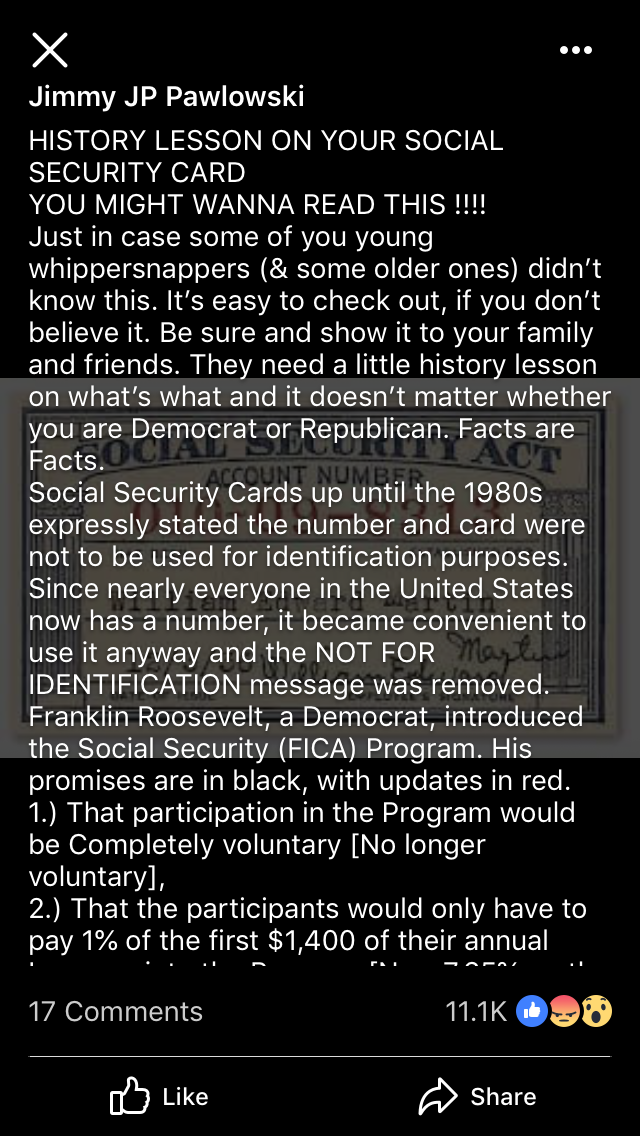 Jimmy JP Pawlowski
HISTORY LESSON ON YOUR SOCIAL
SECURITY CARD
YOU MIGHT WANNA READ THIS !!!!
Just in case some of you young
whippersnappers (& some older ones) didn't
know this. It's easy to check out, if you don't
believe it. Be sure and show it to your family
and friends. They need a little history lesson
on what's what and it doesn't matter whether
you are Democrat or Republican. Facts are
Facts.
SOCIAL SECURITY ACT
ACCOUNT NUMBER
Social Security Cards up until the 1980s
expressly stated the number and card were
not to be used for identification purposes.
Since nearly everyone in the United States
now has a number, it became convenient to
use it anyway and the NOT FOR
IDENTIFICATION message was removed.
Franklin Roosevelt, a Democrat, introduced
the Social Security (FICA) Program. His
promises are in black, with updates in red.
1.) That participation in the Program would
be Completely voluntary [No longer
voluntary],
2.) That the participants would only have to
pay 1% of the first $1,400 of their annual
17 Comments
11.1K
Like
Share